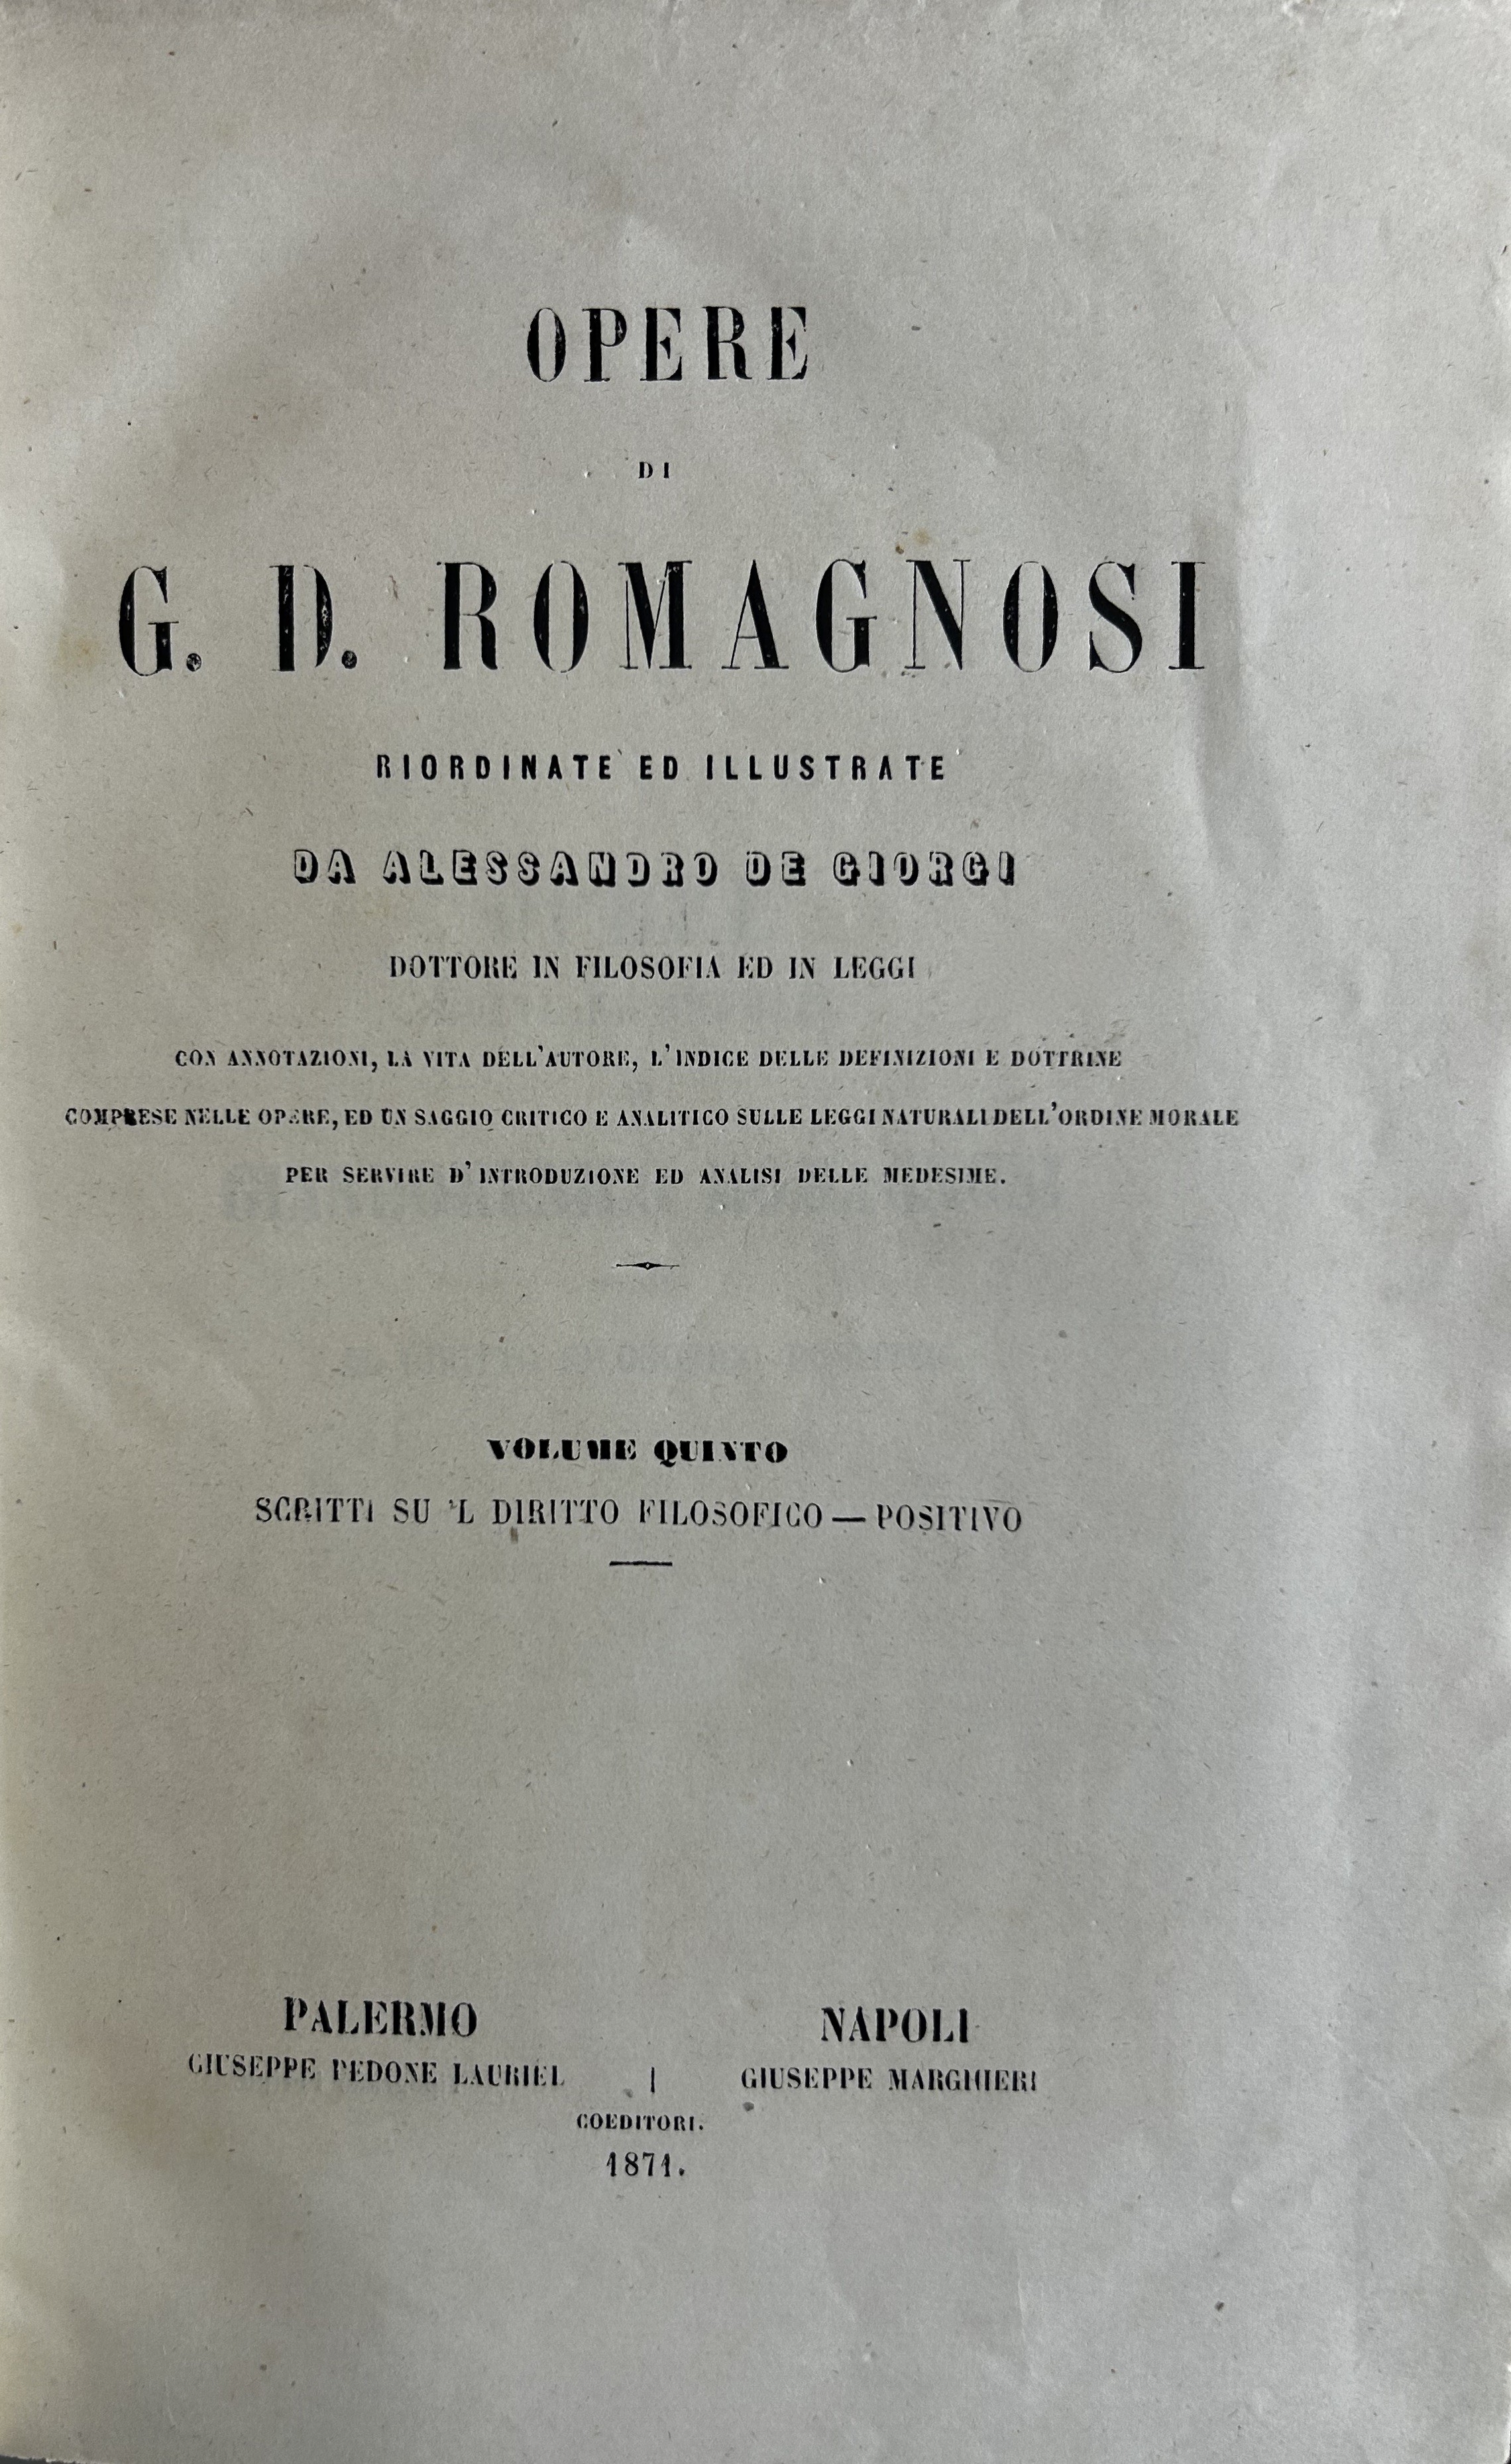 OPERE
DI
G. D. ROMAGNOSI
RIORDINATE ED ILLUSTRATE
DA ALESSANDRO DE GIORGI
DOTTORE IN FILOSOFIA ED IN LEGGI
CON ANNOTAZIONI, LA VITA DELL'AUTORE, L'INDICE DELLE DEFINIZIONI E DOTTRINE
COMPRESE NELLE OPERE, ED UN SAGGIO CRITICO E ANALITICO SULLE LEGGI NATURALI DELL'ORDINE MORALE
PER SERVIRE D'INTRODUZIONE ED ANALISI DELLE MEDESIME.
VOLUME QUINTO
SCRITTI SU 'L DIRITTO FILOSOFICO — POSITIVO
PALERMO
GIUSEPPE PEDONE LAURIEL
NAPOLI
GIUSEPPE MARGHIERI
COEDITORI.
1871.